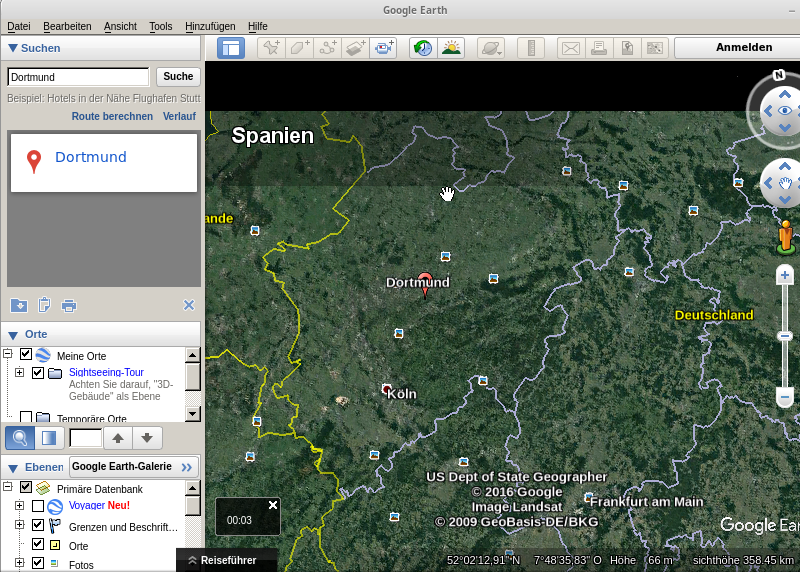 Google Earth
Datei Bearbeiten Ansicht Tools Hinzufügen Hilfe
Suchen
Anmelden
Dortmund
Suche
Beispiel: Hotels in der Nähe Flughafen Stutt
Route berechnen Verlauf
Dortmund
Orte
Meine Orte
Sightseeing-Tour
Achten Sie darauf, "3D-
Gebäude" als Ebene
Temporäre Orte
Ebenen
Google Earth-Galerie
Primäre Datenbank
Voyager Neu!
Grenzen und Beschrift...
Orte
Fotos
N
Spanien
ande
Dortmund
Deutschland
Köln
US Dept of State Geographer
© 2016 Google
Image Landsat
© 2009 GeoBasis-DE/BKG
Frankfurt am Main
00:03
Google Ear
Reiseführer
52°02'12,91" N 7°48'35,83" O Höhe 66 m sichthöhe 358.45 km